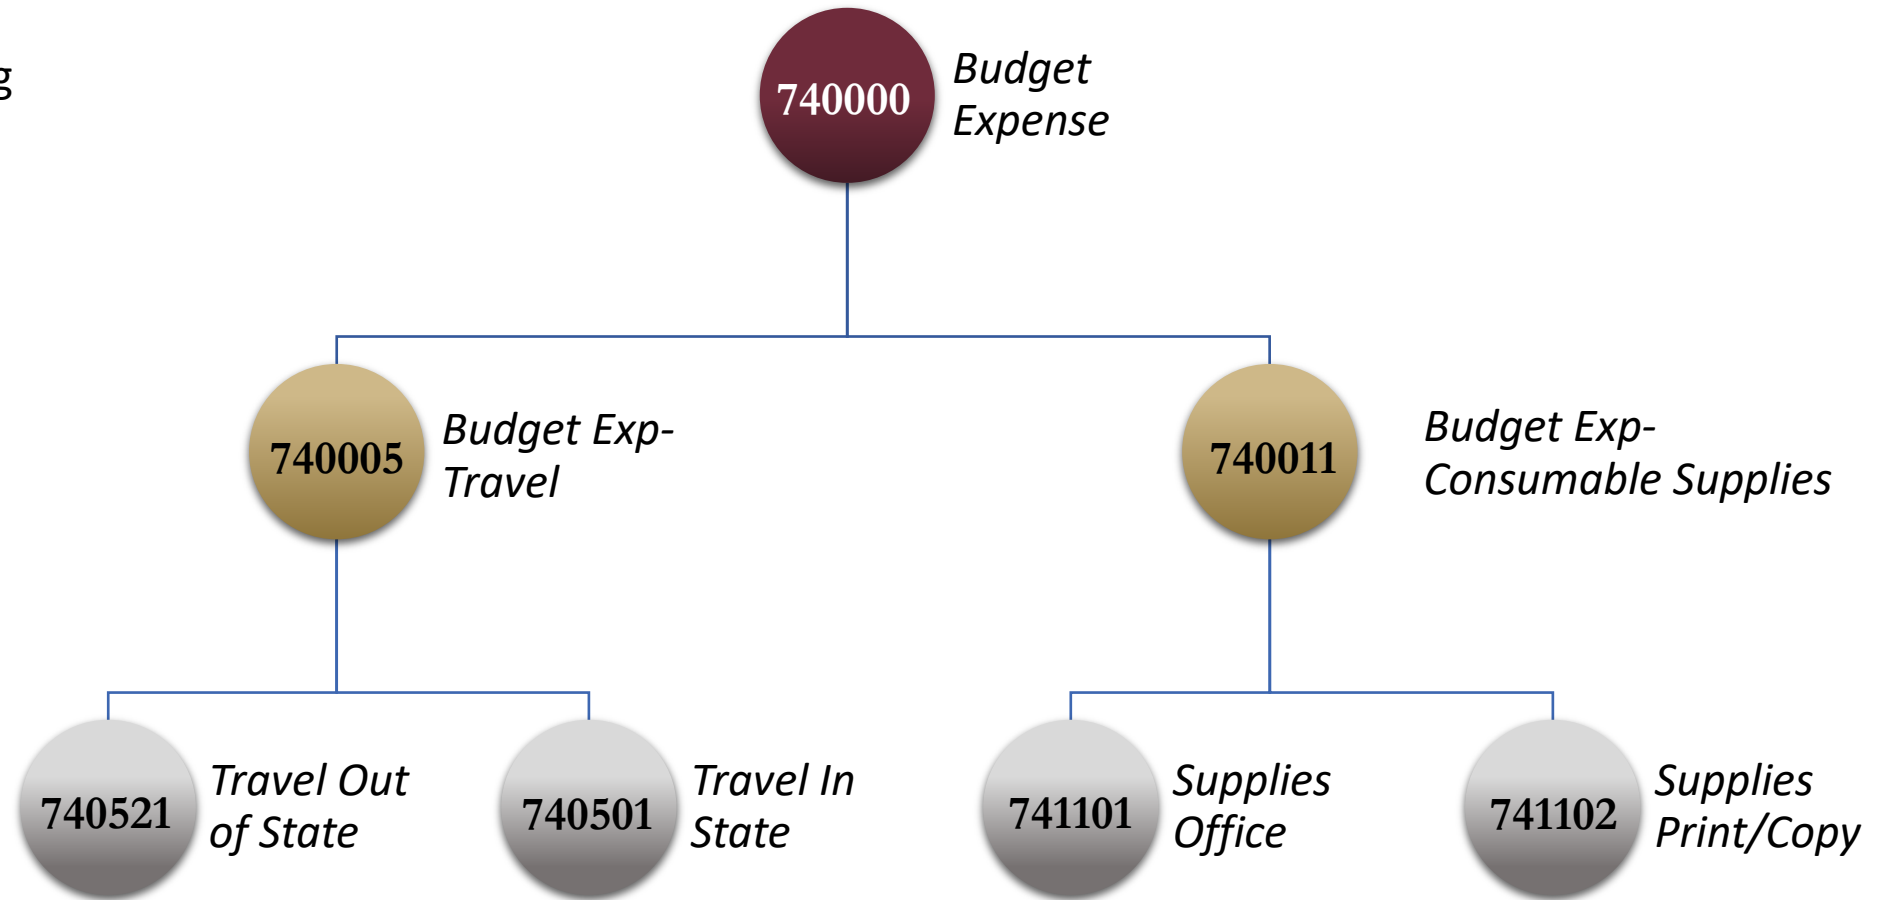 g
740000
Budget
Expense
740005
Budget Exp-
Travel
740011
Budget Exp-
Consumable Supplies
740521
Travel Out
of State
740501
Travel In
State
741101
Supplies
Office
741102
Supplies
Print/Copy